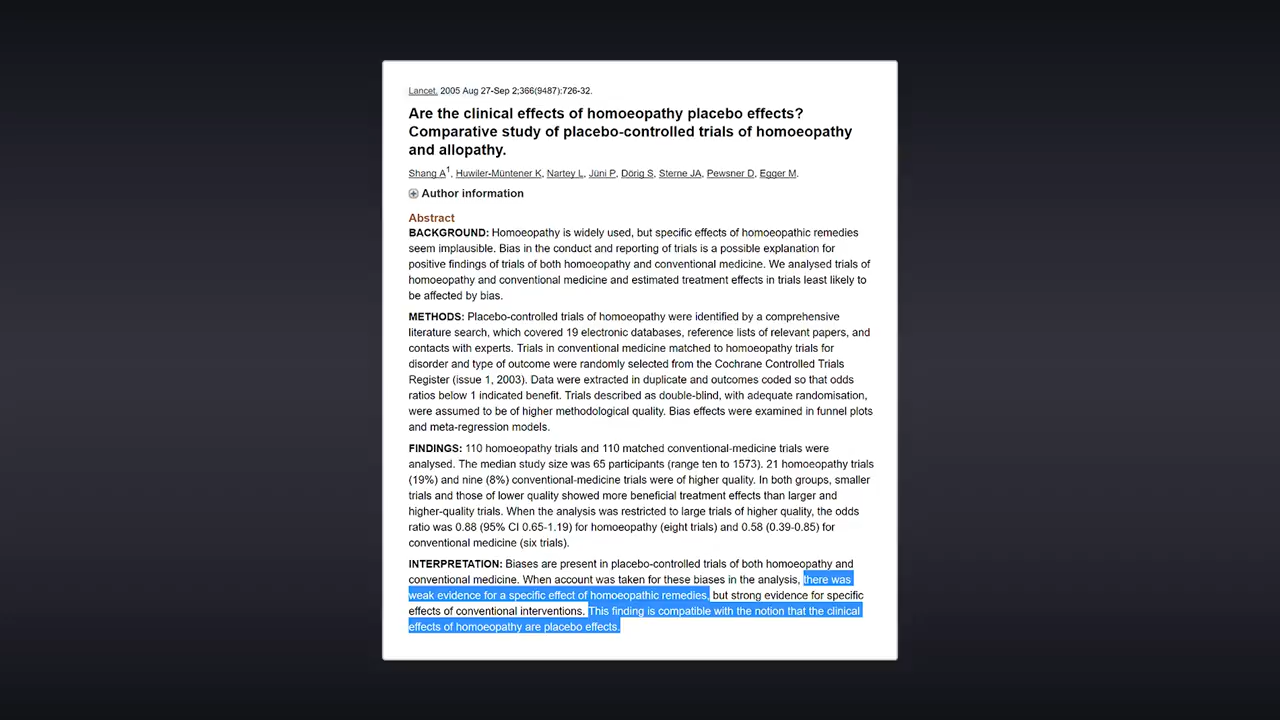 Lancet. 2005 Aug 27-Sep 2;366(9487):726-32.
Are the clinical effects of homoeopathy placebo effects?
Comparative study of placebo-controlled trials of homoeopathy
and allopathy.
Shang A1, Huwiler-Müntener K, Nartey L, Jüni P, Dörig S, Sterne JA, Pewsner D, Egger M.
Author information
Abstract
BACKGROUND: Homoeopathy is widely used, but specific effects of homoeopathic remedies
seem implausible. Bias in the conduct and reporting of trials is a possible explanation for
positive findings of trials of both homoeopathy and conventional medicine. We analysed trials of
homoeopathy and conventional medicine and estimated treatment effects in trials least likely to
be affected by bias.
METHODS: Placebo-controlled trials of homoeopathy were identified by a comprehensive
literature search, which covered 19 electronic databases, reference lists of relevant papers, and
contacts with experts. Trials in conventional medicine matched to homoeopathy trials for
disorder and type of outcome were randomly selected from the Cochrane Controlled Trials
Register (issue 1, 2003). Data were extracted in duplicate and outcomes coded so that odds
ratios below 1 indicated benefit. Trials described as double-blind, with adequate randomisation,
were assumed to be of higher methodological quality. Bias effects were examined in funnel plots
and meta-regression models.
FINDINGS: 110 homoeopathy trials and 110 matched conventional-medicine trials were
analysed. The median study size was 65 participants (range ten to 1573). 21 homoeopathy trials
(19%) and nine (8%) conventional-medicine trials were of higher quality. In both groups, smaller
trials and those of lower quality showed more beneficial treatment effects than larger and
higher-quality trials. When the analysis was restricted to large trials of higher quality, the odds
ratio was 0.88 (95% CI 0.65-1.19) for homoeopathy (eight trials) and 0.58 (0.39-0.85) for
conventional medicine (six trials).
INTERPRETATION: Biases are present in placebo-controlled trials of both homoeopathy and
conventional medicine. When account was taken for these biases in the analysis, there was
weak evidence for a specific effect of homoeopathic remedies, but strong evidence for specific
effects of conventional interventions. This finding is compatible with the notion that the clinical
effects of homoeopathy are placebo effects.